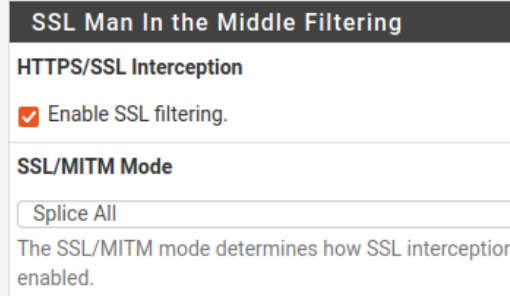 SSL Man In the Middle Filtering
HTTPS/SSL Interception
Enable SSL filtering.
SSL/MITM Mode
Splice All
The SSL/MITM mode determines how SSL interception
enabled.